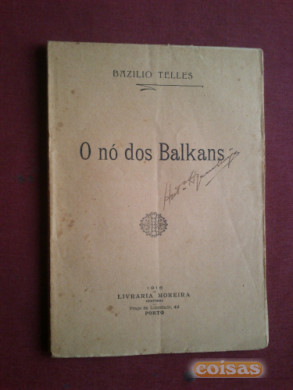 BAZILIO TELLES
O nó dos Balkans
LIVRARIA MOREIRA
PORTO
coisas